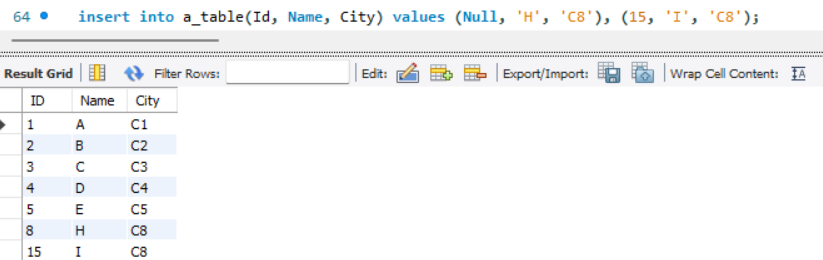 64 insert into a_table(Id, Name, City) values (Null, 'H', 'C8'), (15, 'I', 'C8');
Result Grid Filter Rows: Edit: Export/Import: Wrap Cell Content: IA
ID Name City
1 A C1
2 B C2
3 C C3
4 D C4
5 E C5
8 H C8
15 I C8